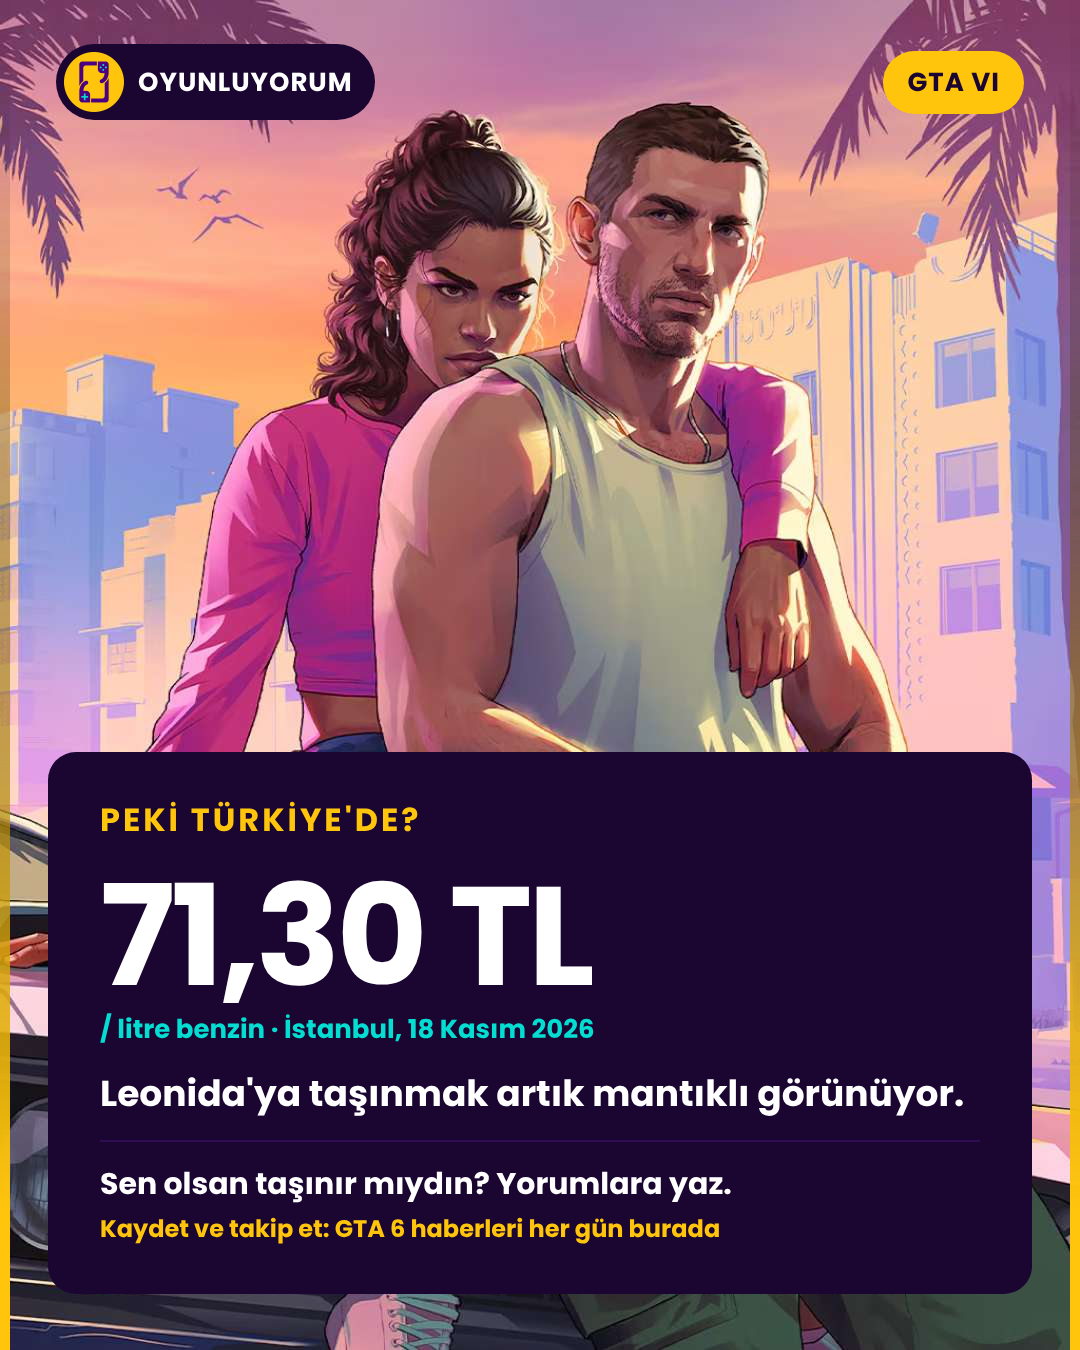 OYUNLUYORUM
GTA VI
PEKİ TÜRKİYE'DE?
71,30 TL
/ litre benzin · İstanbul, 18 Kasım 2026
Leonida'ya taşınmak artık mantıklı görünüyor.
Sen olsan taşınır mıydın? Yorumlara yaz.
Kaydet ve takip et: GTA 6 haberleri her gün burada